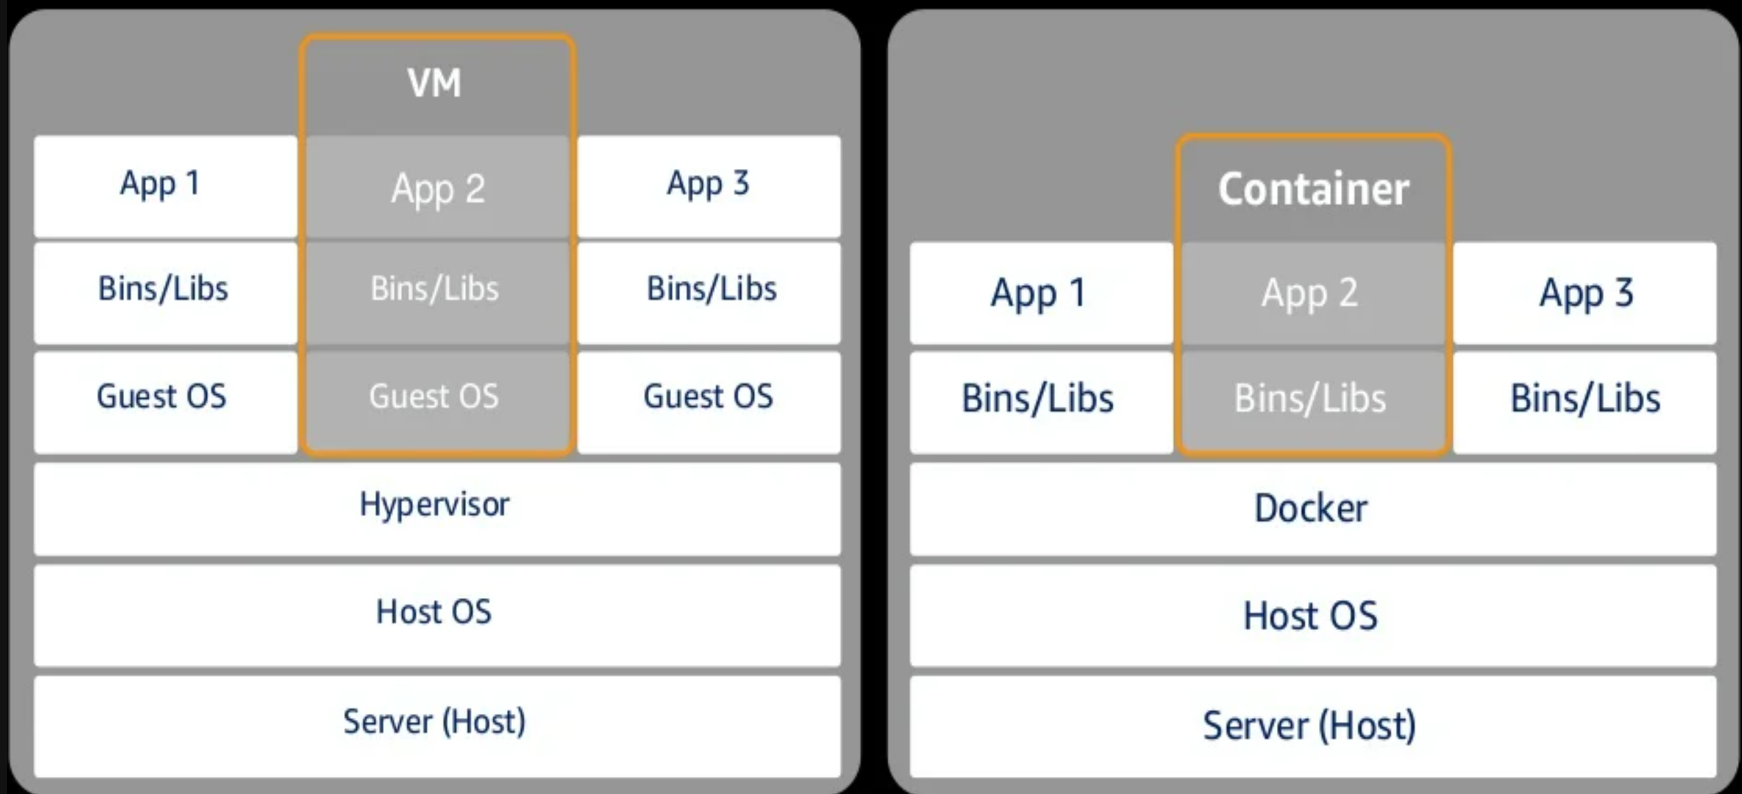 VM
App 1
App 2
App 3
Bins/Libs
Bins/Libs
Bins/Libs
Guest OS
Guest OS
Guest OS
Hypervisor
Host OS
Server (Host)
Container
App 1
App 2
App 3
Bins/Libs
Bins/Libs
Bins/Libs
Docker
Host OS
Server (Host)